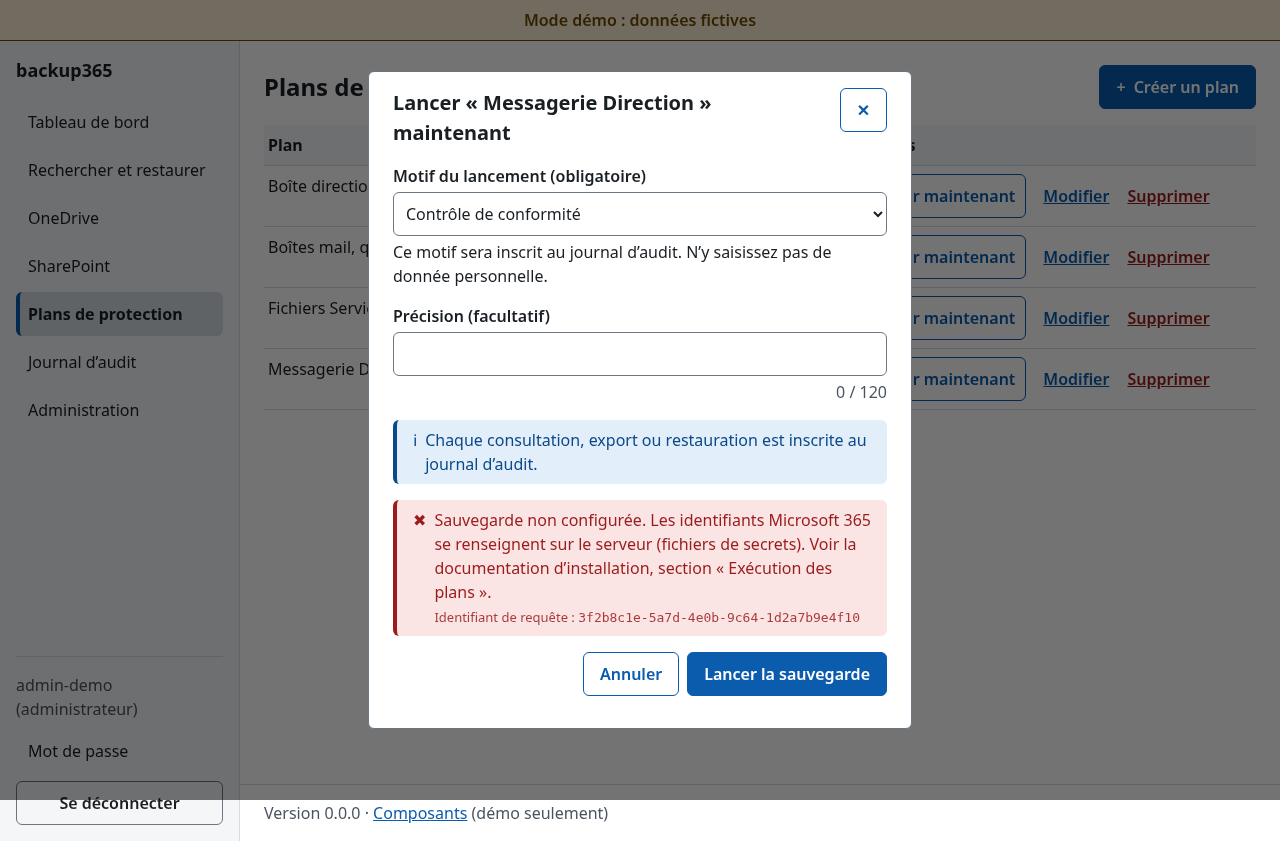 Mode démo : données fictives
backup365
Tableau de bord
Rechercher et restaurer
OneDrive
SharePoint
Plans de protection
Journal d’audit
Administration
admin-demo
(administrateur)
Mot de passe
Se déconnecter
Plans de
+ Créer un plan
Plan
Boîte directio
r maintenant Modifier Supprimer
Boîtes mail, q
r maintenant Modifier Supprimer
Fichiers Servi
r maintenant Modifier Supprimer
Messagerie D
r maintenant Modifier Supprimer
Lancer « Messagerie Direction »
maintenant
×
Motif du lancement (obligatoire)
Contrôle de conformité
Ce motif sera inscrit au journal d’audit. N’y saisissez pas de
donnée personnelle.
Précision (facultatif)
0 / 120
i Chaque consultation, export ou restauration est inscrite au
journal d’audit.
✖ Sauvegarde non configurée. Les identifiants Microsoft 365
se renseignent sur le serveur (fichiers de secrets). Voir la
documentation d’installation, section « Exécution des
plans ».
Identifiant de requête : 3f2b8c1e-5a7d-4e0b-9c64-1d2a7b9e4f10
Annuler
Lancer la sauvegarde
Version 0.0.0 · Composants (démo seulement)